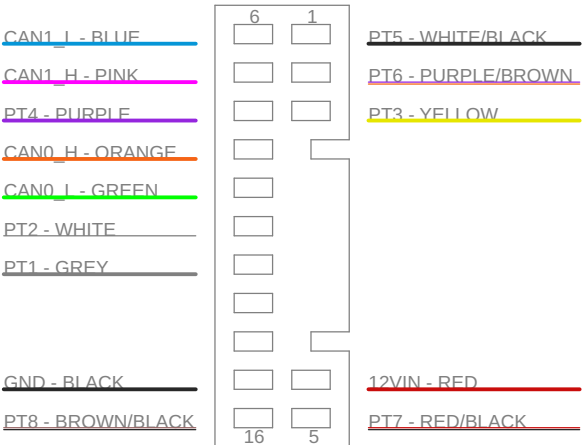 6 1
CAN1_L - BLUE
PT5 - WHITE/BLACK
CAN1_H - PINK
PT6 - PURPLE/BROWN
PT4 - PURPLE
PT3 - YELLOW
CAN0_H - ORANGE
CAN0_L - GREEN
PT2 - WHITE
PT1 - GREY
GND - BLACK
12VIN - RED
PT8 - BROWN/BLACK
PT7 - RED/BLACK
16 5